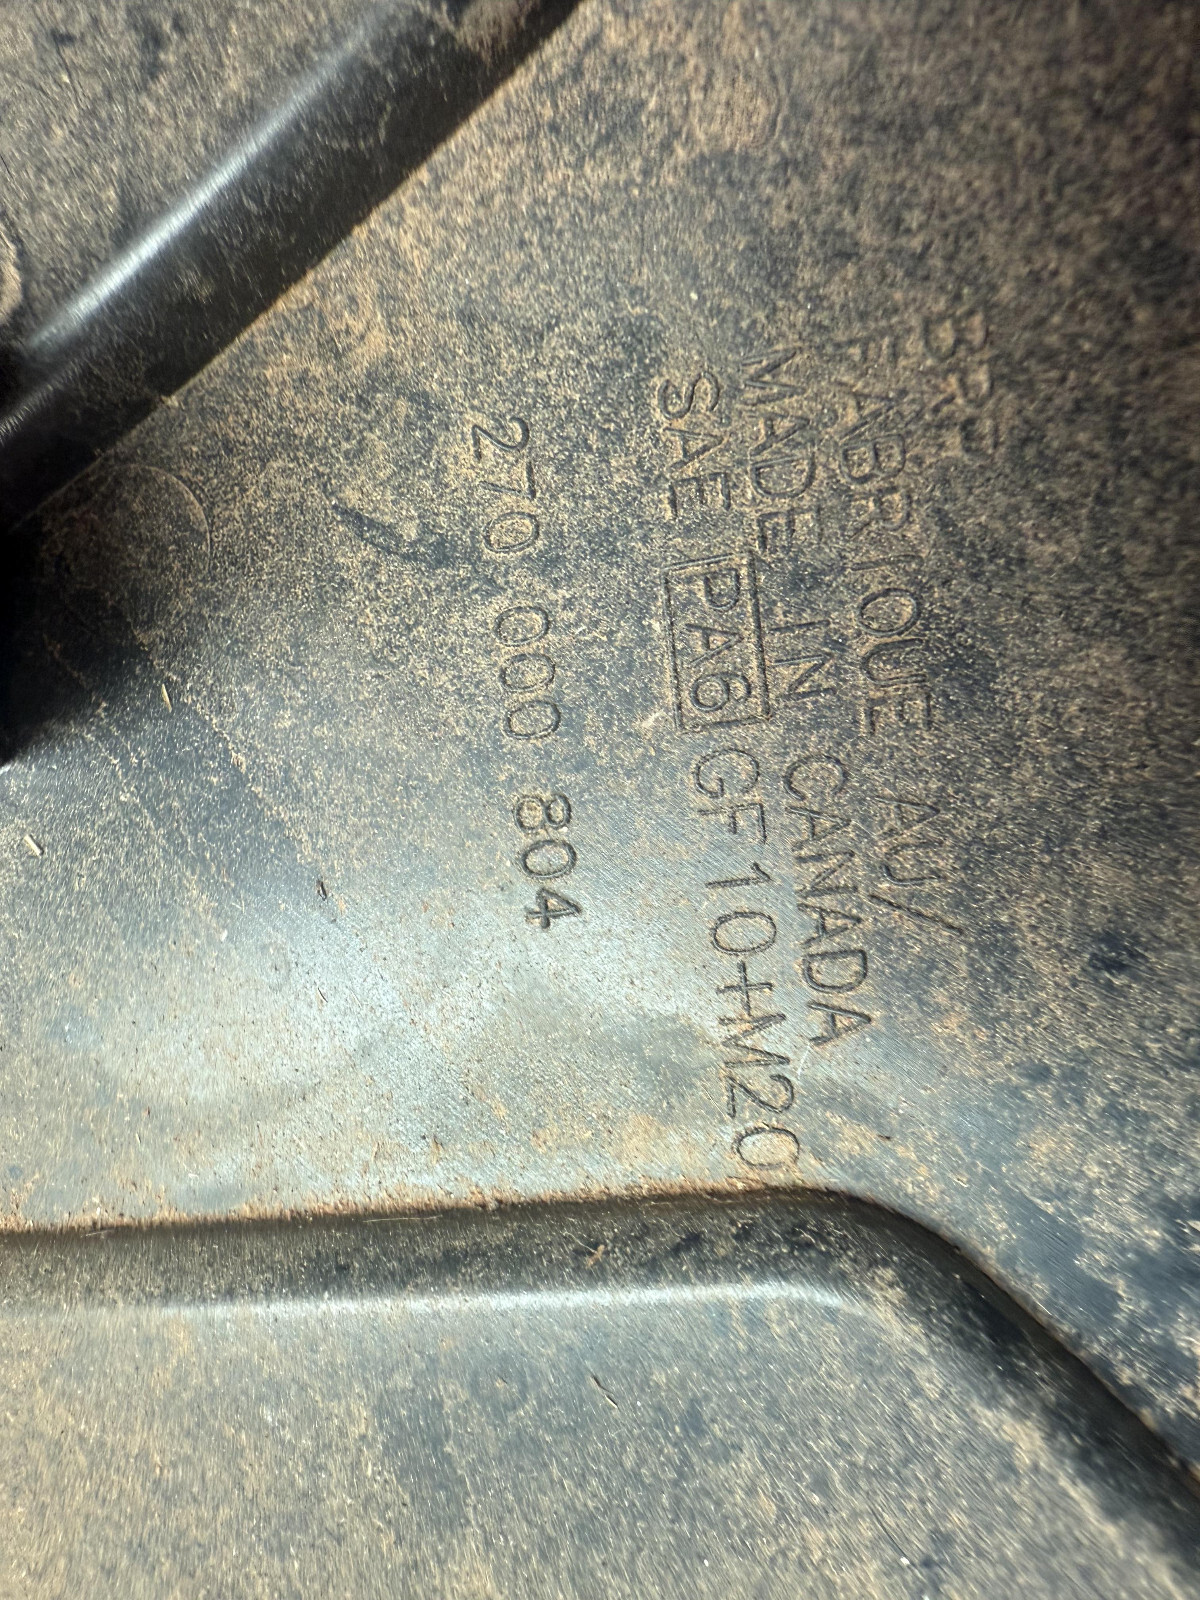 BRP
FABRIQUE AU/
MADE IN CANADA
SAE PA6 GF10+M20
270 000 804